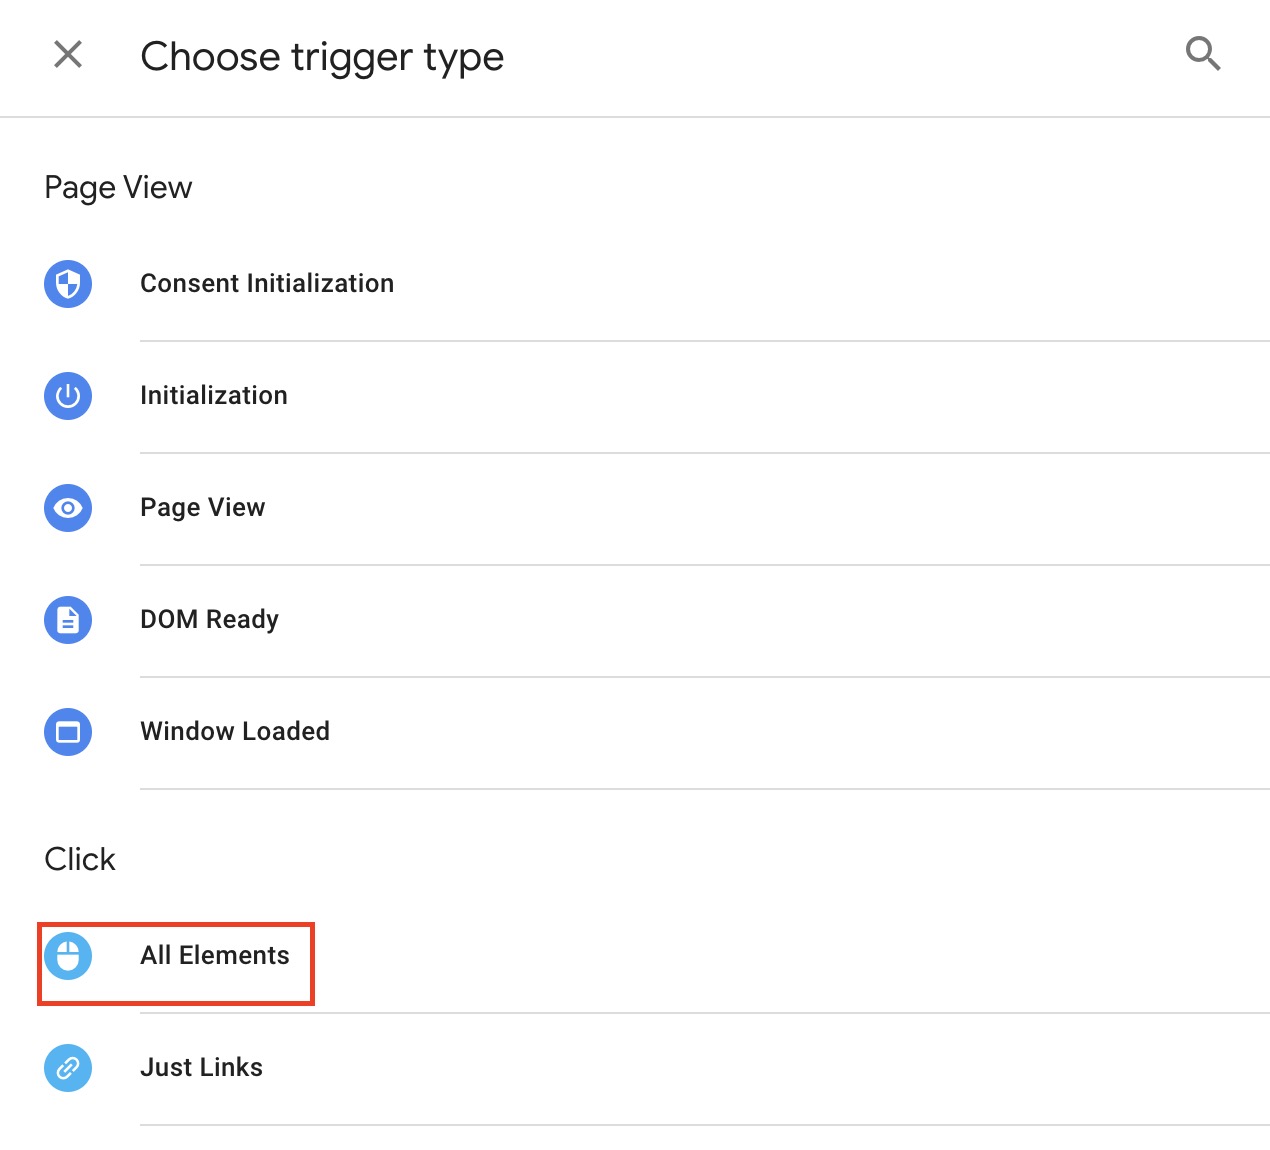 Choose trigger type
Page View
Consent Initialization
Initialization
Page View
DOM Ready
Window Loaded
Click
All Elements
Just Links